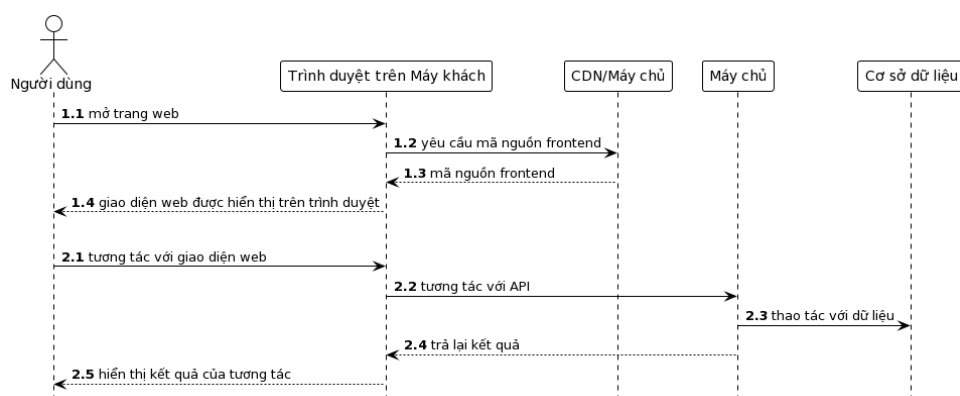 Người dùng
Trình duyệt trên Máy khách
CDN/Máy chủ
Máy chủ
Cơ sở dữ liệu
1.1 mở trang web
1.2 yêu cầu mã nguồn frontend
1.3 mã nguồn frontend
1.4 giao diện web được hiển thị trên trình duyệt
2.1 tương tác với giao diện web
2.2 tương tác với API
2.3 thao tác với dữ liệu
2.4 trả lại kết quả
2.5 hiển thị kết quả của tương tác